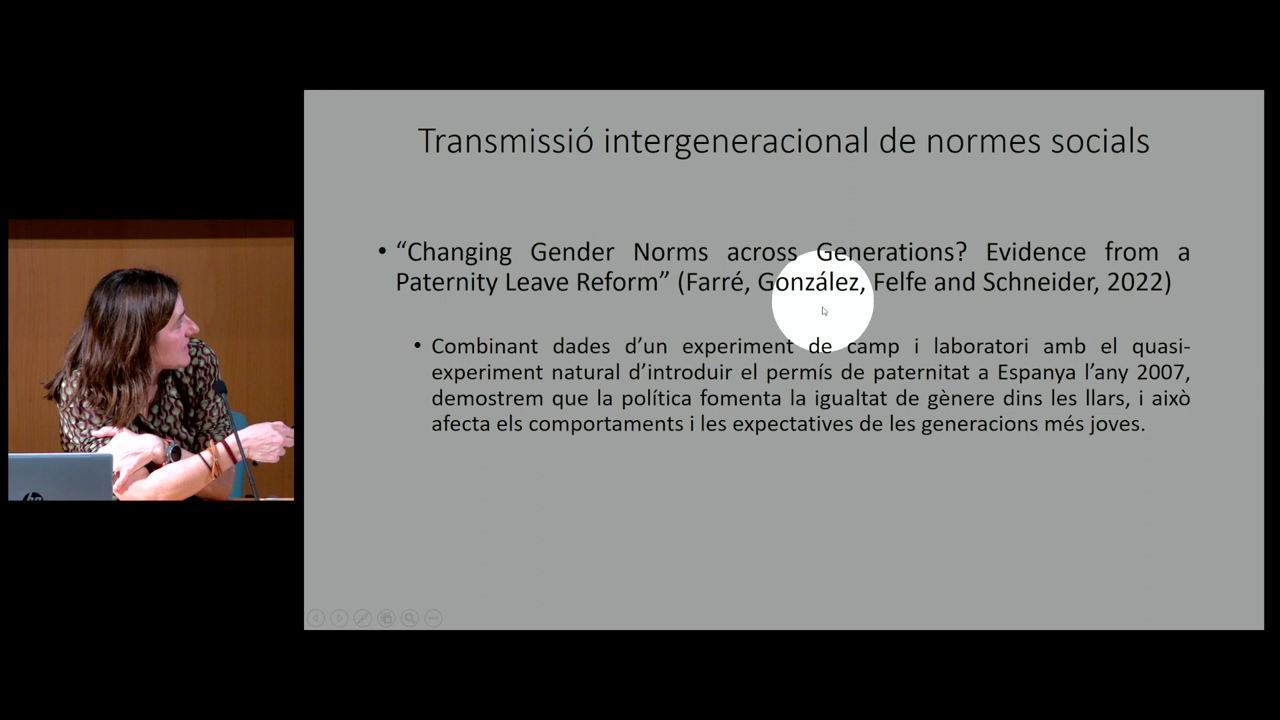 Transmissió intergeneracional de normes socials
• “Changing Gender Norms across Generations? Evidence from a
Paternity Leave Reform” (Farré, González, Felfe and Schneider, 2022)
• Combinant dades d’un experiment de camp i laboratori amb el quasi-
experiment natural d’introduir el permís de paternitat a Espanya l’any 2007,
demostrem que la política fomenta la igualtat de gènere dins les llars, i això
afecta els comportaments i les expectatives de les generacions més joves.
hp